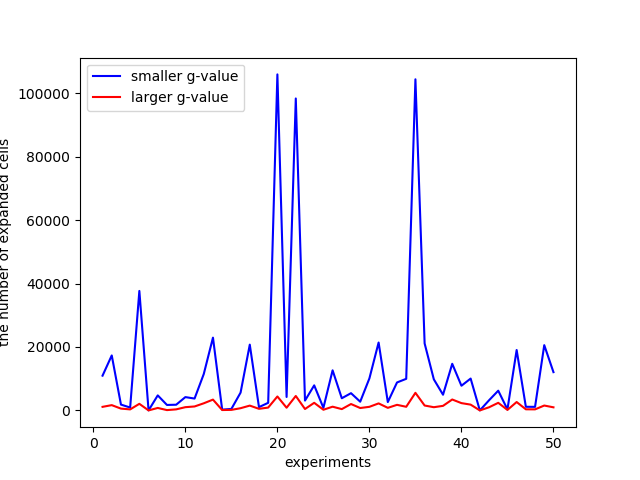 smaller g-value
larger g-value
100000
80000
60000
40000
20000
0
the number of expanded cells
0 10 20 30 40 50
experiments